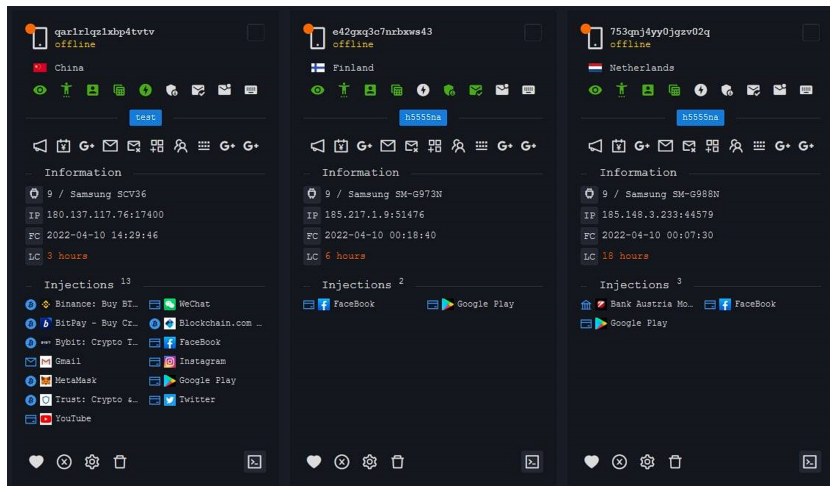 qar1rlqz1xbp4tvtv
offline
China
test
G+ G+ G+
Information
9 / Samsung SCV36
IP 180.137.117.76:17400
FC 2022-04-10 14:29:46
LC 3 hours
Injections 13
Binance: Buy BT… WeChat
BitPay - Buy Cr… Blockchain.com …
Bybit: Crypto T… FaceBook
Gmail Instagram
MetaMask Google Play
Trust: Crypto &… Twitter
YouTube
e42gxq3c7nrbxws43
offline
Finland
h5555na
G+ G+ G+
Information
9 / Samsung SM-G973N
IP 185.217.1.9:51476
FC 2022-04-10 00:18:40
LC 6 hours
Injections 2
FaceBook Google Play
753qnj4yy0jgzv02q
offline
Netherlands
h5555na
G+ G+ G+
Information
9 / Samsung SM-G988N
IP 185.148.3.233:44579
FC 2022-04-10 00:07:30
LC 18 hours
Injections 3
Bank Austria Mo… FaceBook
Google Play